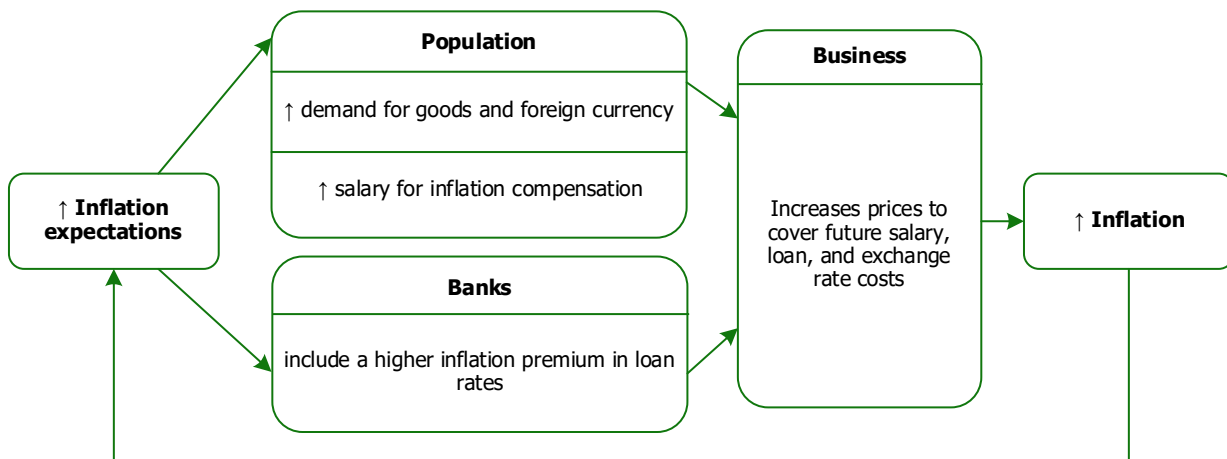 ↑ Inflation
expectations
Population
↑ demand for goods and foreign currency
↑ salary for inflation compensation
Banks
include a higher inflation premium in loan
rates
Business
Increases prices to
cover future salary,
loan, and exchange
rate costs
↑ Inflation